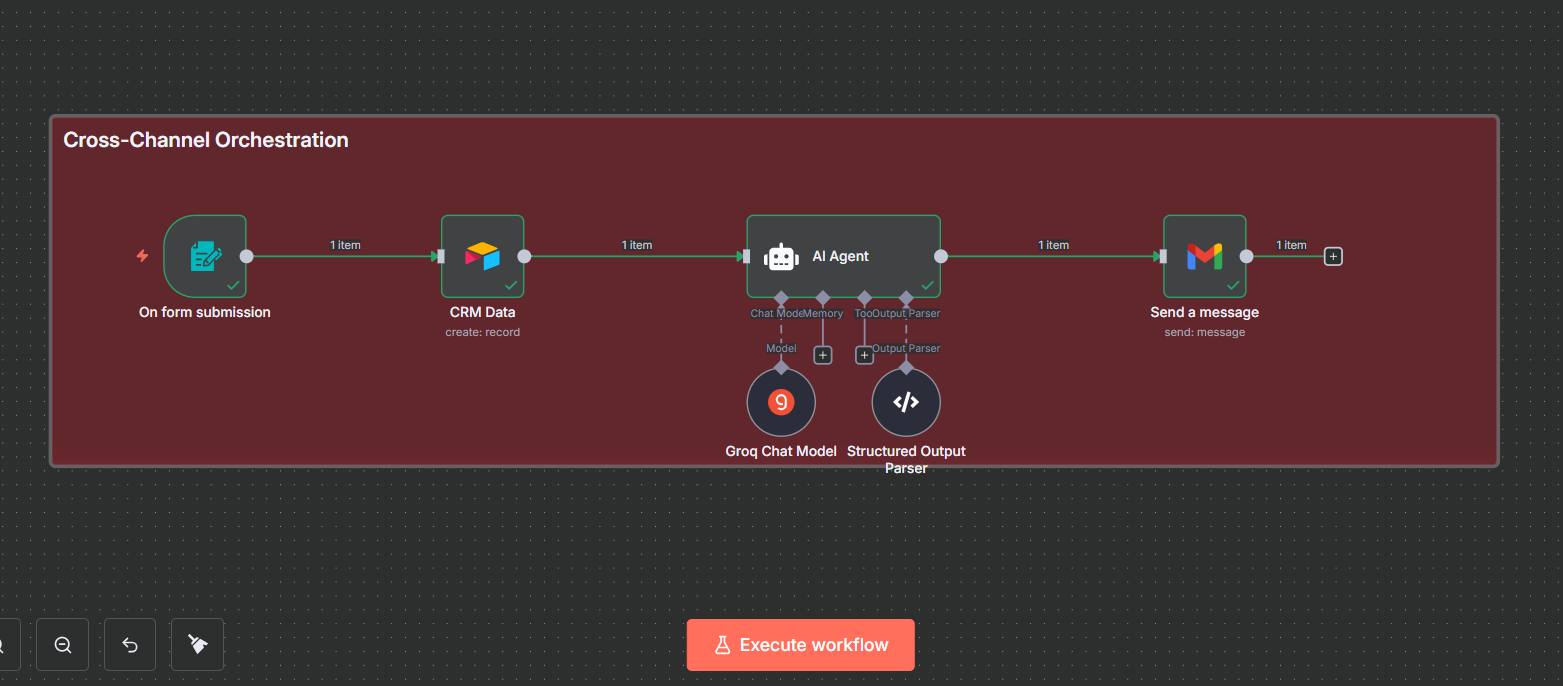 Cross-Channel Orchestration
1 item
1 item
1 item
1 item
AI Agent
On form submission
CRM Data
create: record
Chat Mode
Memory
Too
Output Parser
Send a message
send: message
Model
Output Parser
Groq Chat Model
Structured Output
Parser
Execute workflow